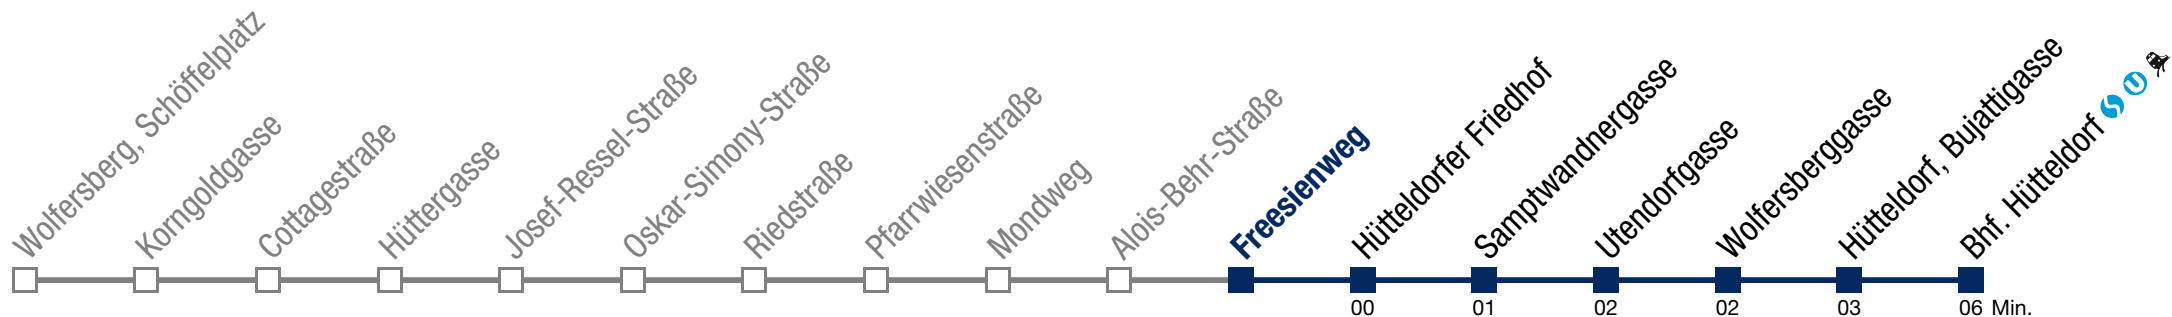 Wolfersberg, Schöffelplatz
Korngoldgasse
Cottagestraße
Hüttergasse
Josef-Ressel-Straße
Oskar-Simony-Straße
Riedstraße
Pfarrwiesenstraße
Mondweg
Alois-Behr-Straße
Freesienweg
Hütteldorfer Friedhof
Samptwandnergasse
Utendorfgasse
Wolfersberggasse
Hütteldorf, Bujattigasse
Bhf. Hütteldorf S U
00 01 02 02 03 06 Min.